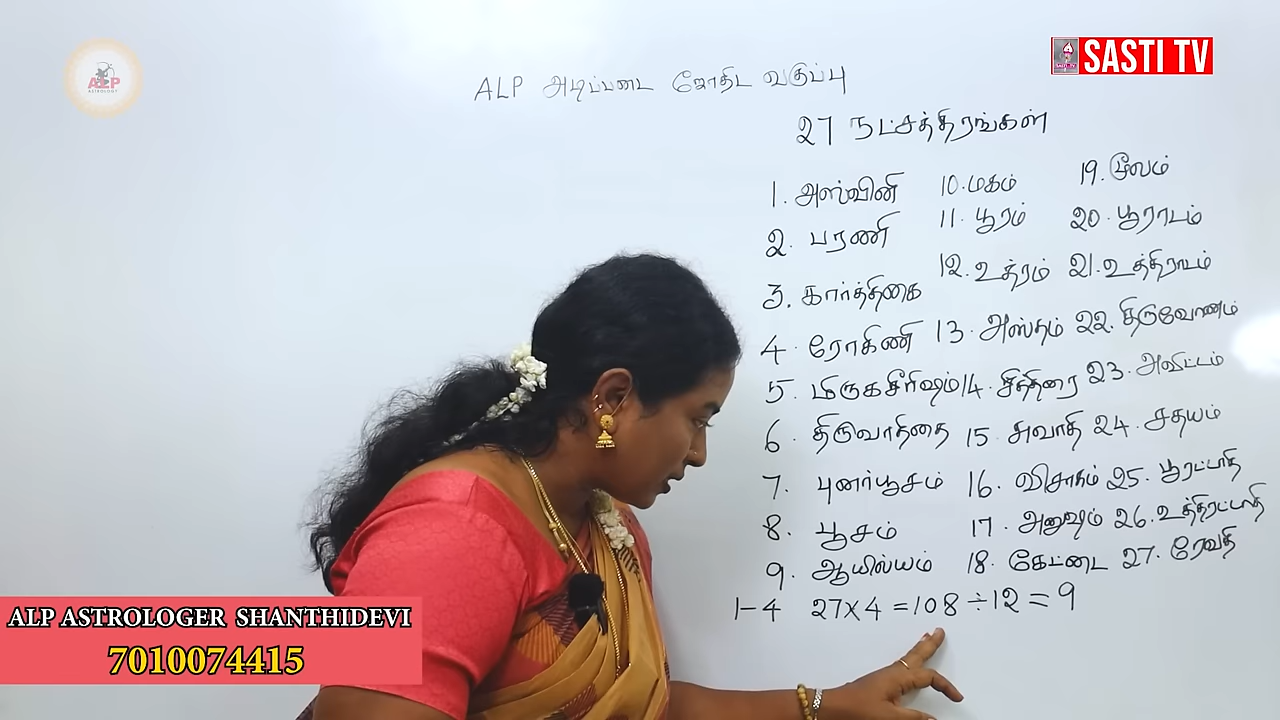 ALP
ASTROLOGY
SASTI TV
ALP அடிப்படை ஜோதிட வகுப்பு
27 நட்சத்திரங்கள்
1. அஸ்வினி 10. மகம் 19. மூலம்
2. பரணி 11. பூரம் 20. பூராடம்
3. கார்த்திகை 12. உத்ரம் 21. உத்திராடம்
4. ரோகிணி 13. அஸ்தம் 22. திருவோணம்
5. மிருகசீரிஷம் 14. சித்திரை 23. அவிட்டம்
6. திருவாதிரை 15. சுவாதி 24. சதயம்
7. புனர்பூசம் 16. விசாகம் 25. பூரட்டாதி
8. பூசம் 17. அனுஷம் 26. உத்திரட்டாதி
9. ஆயில்யம் 18. கேட்டை 27. ரேவதி
1-4 27×4 =108 ÷12 = 9
ALP ASTROLOGER SHANTHIDEVI
7010074415